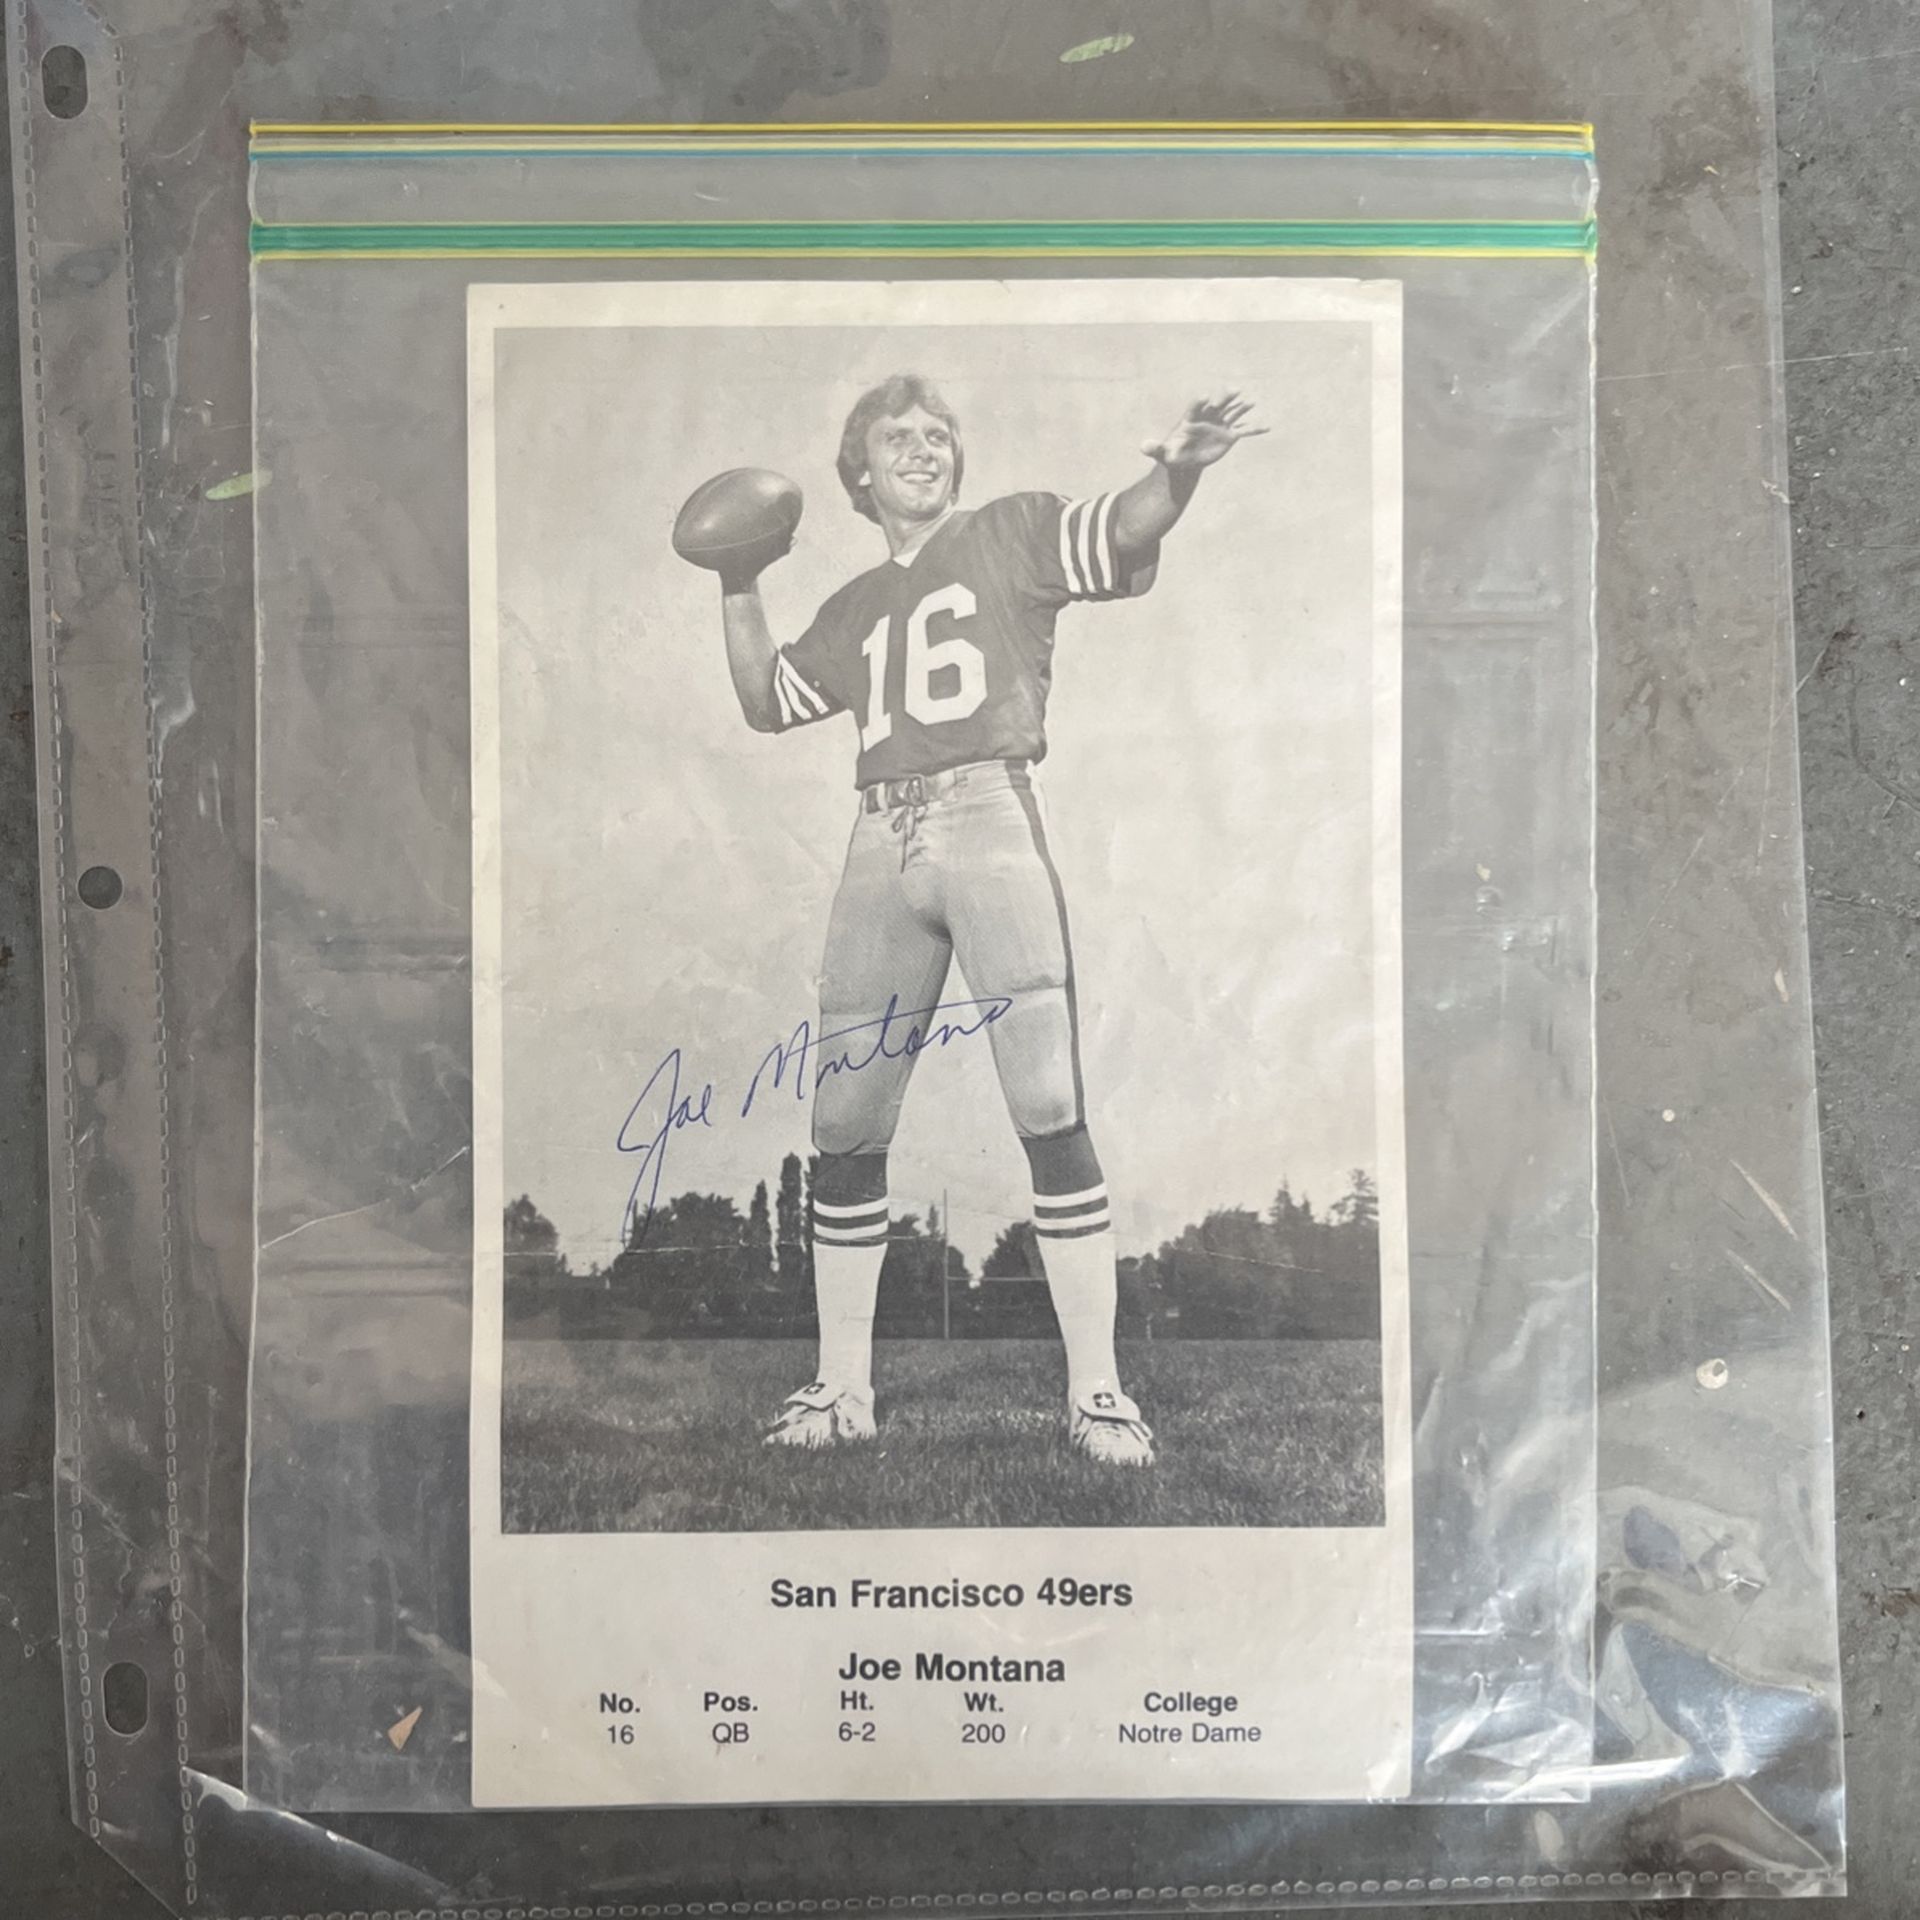 16
Joe Montana
San Francisco 49ers
Joe Montana
No. Pos. Ht. Wt. College
16 QB 6-2 200 Notre Dame